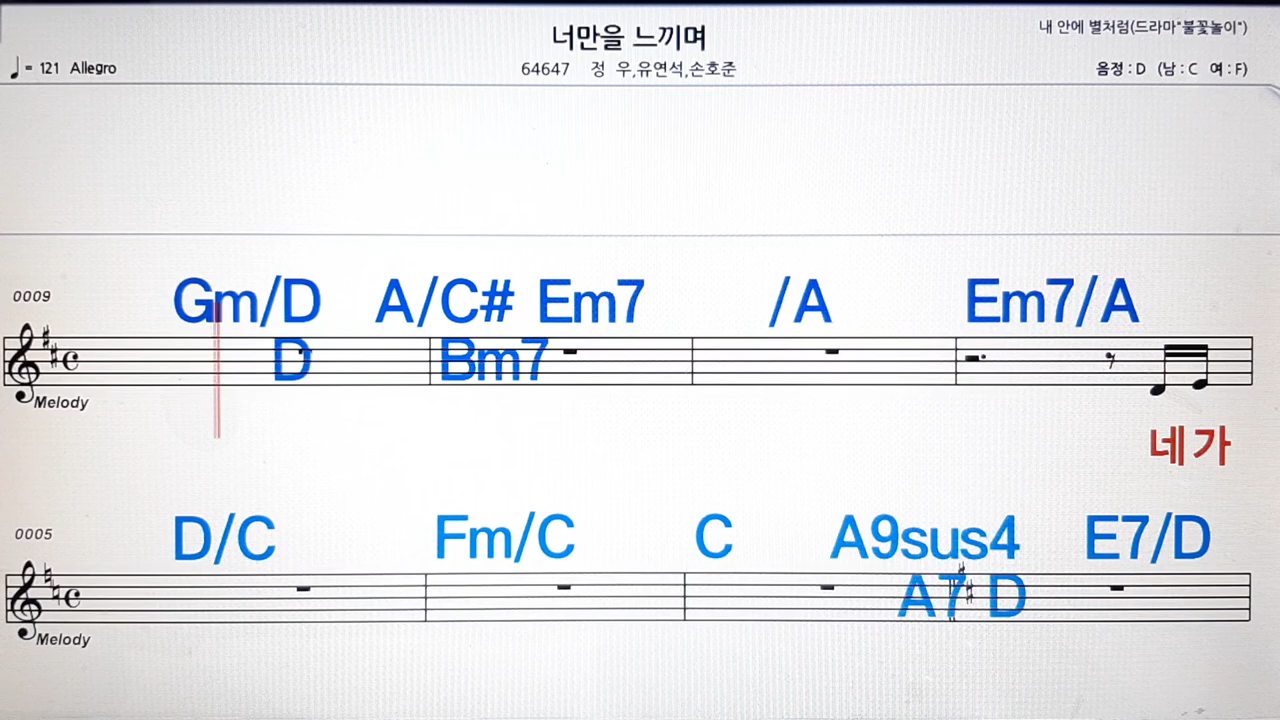 너만을 느끼며
내 안에 별처럼(드라마"불꽃놀이")
♩= 121 Allegro
64647 정 우,유연석,손호준
음정 : D (남 : C 여 : F)
0009
Gm/D A/C# Em7 /A Em7/A
D Bm7
Melody
네 가
0005
D/C Fm/C C A9sus4 E7/D
A7 D
Melody